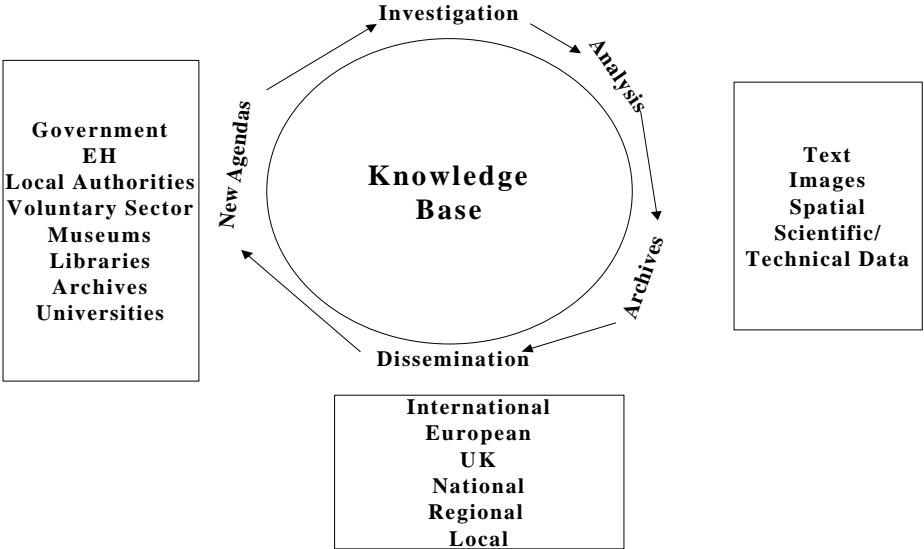 Investigation
Analysis
Archives
Dissemination
New Agendas
Knowledge
Base
Government
EH
Local Authorities
Voluntary Sector
Museums
Libraries
Archives
Universities
Text
Images
Spatial
Scientific/
Technical Data
International
European
UK
National
Regional
Local